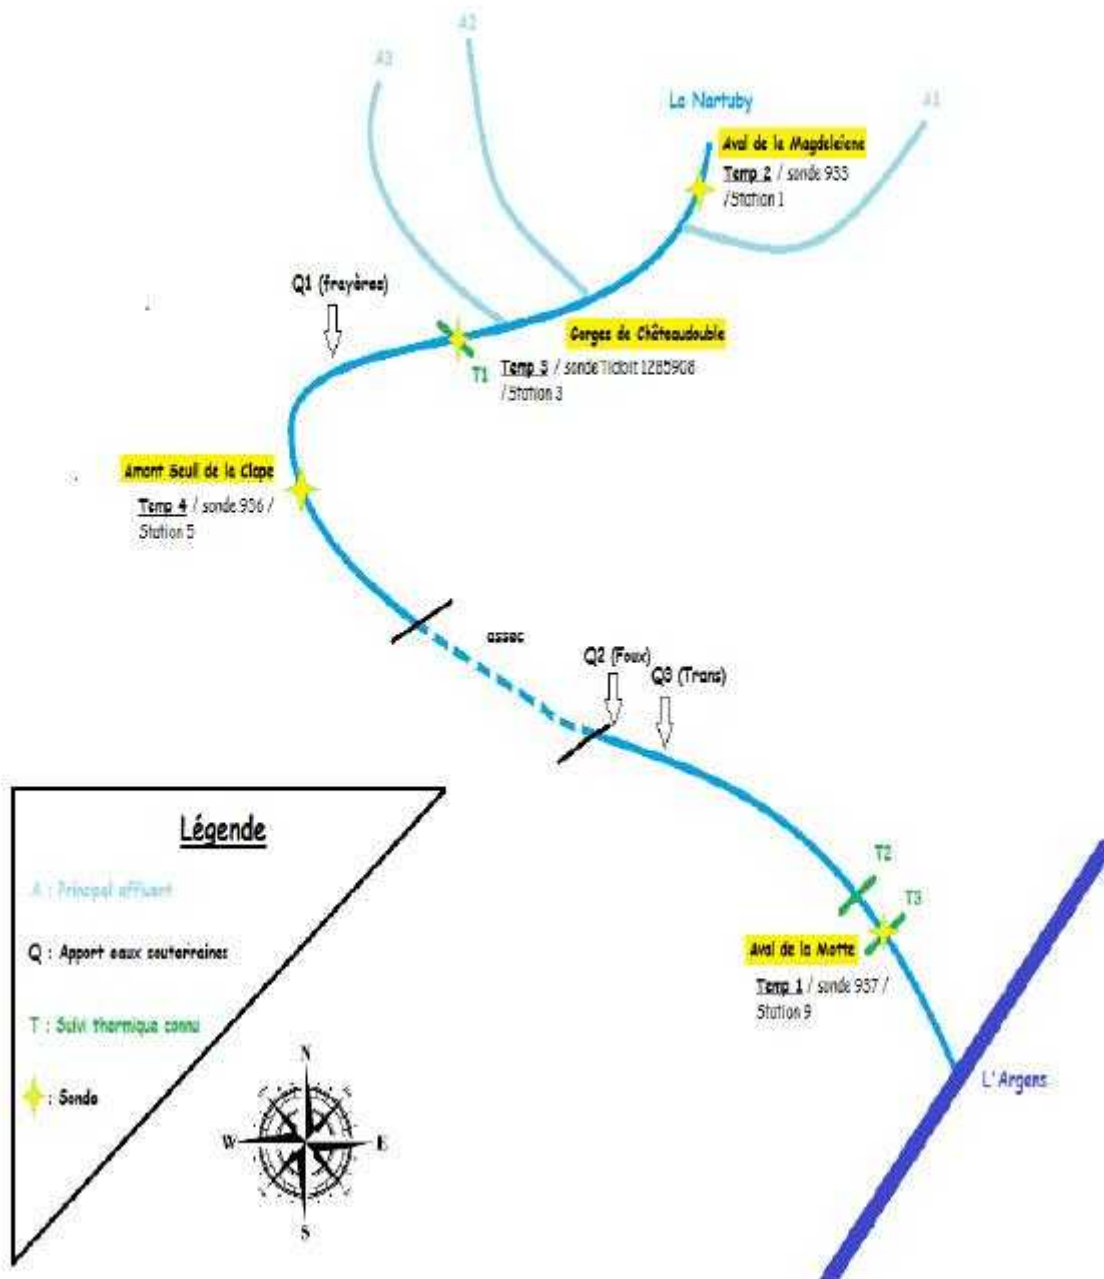 A2
A3
La Nartuby
A1
Aval de la Magdeleiene
Temp 2 / sonde 933
/Station 1
Q1 (frayères)
Gorges de Châteaudouble
T1
Temp 3 / sonde Tidbit 1285908
/Station 3
Amont Seuil de la Clape
Temp 4 / sonde 936 /
Station 5
assec
Q2 (Foux)
Q3 (Trans)
Légende
T2
A : Principal affluent
T3
Q : Apport eaux souterraines
Aval de la Motte
Temp 1 / sonde 937 /
Station 9
T : Suivi thermique connu
N
L'Argens
: Sonde
W
E
S